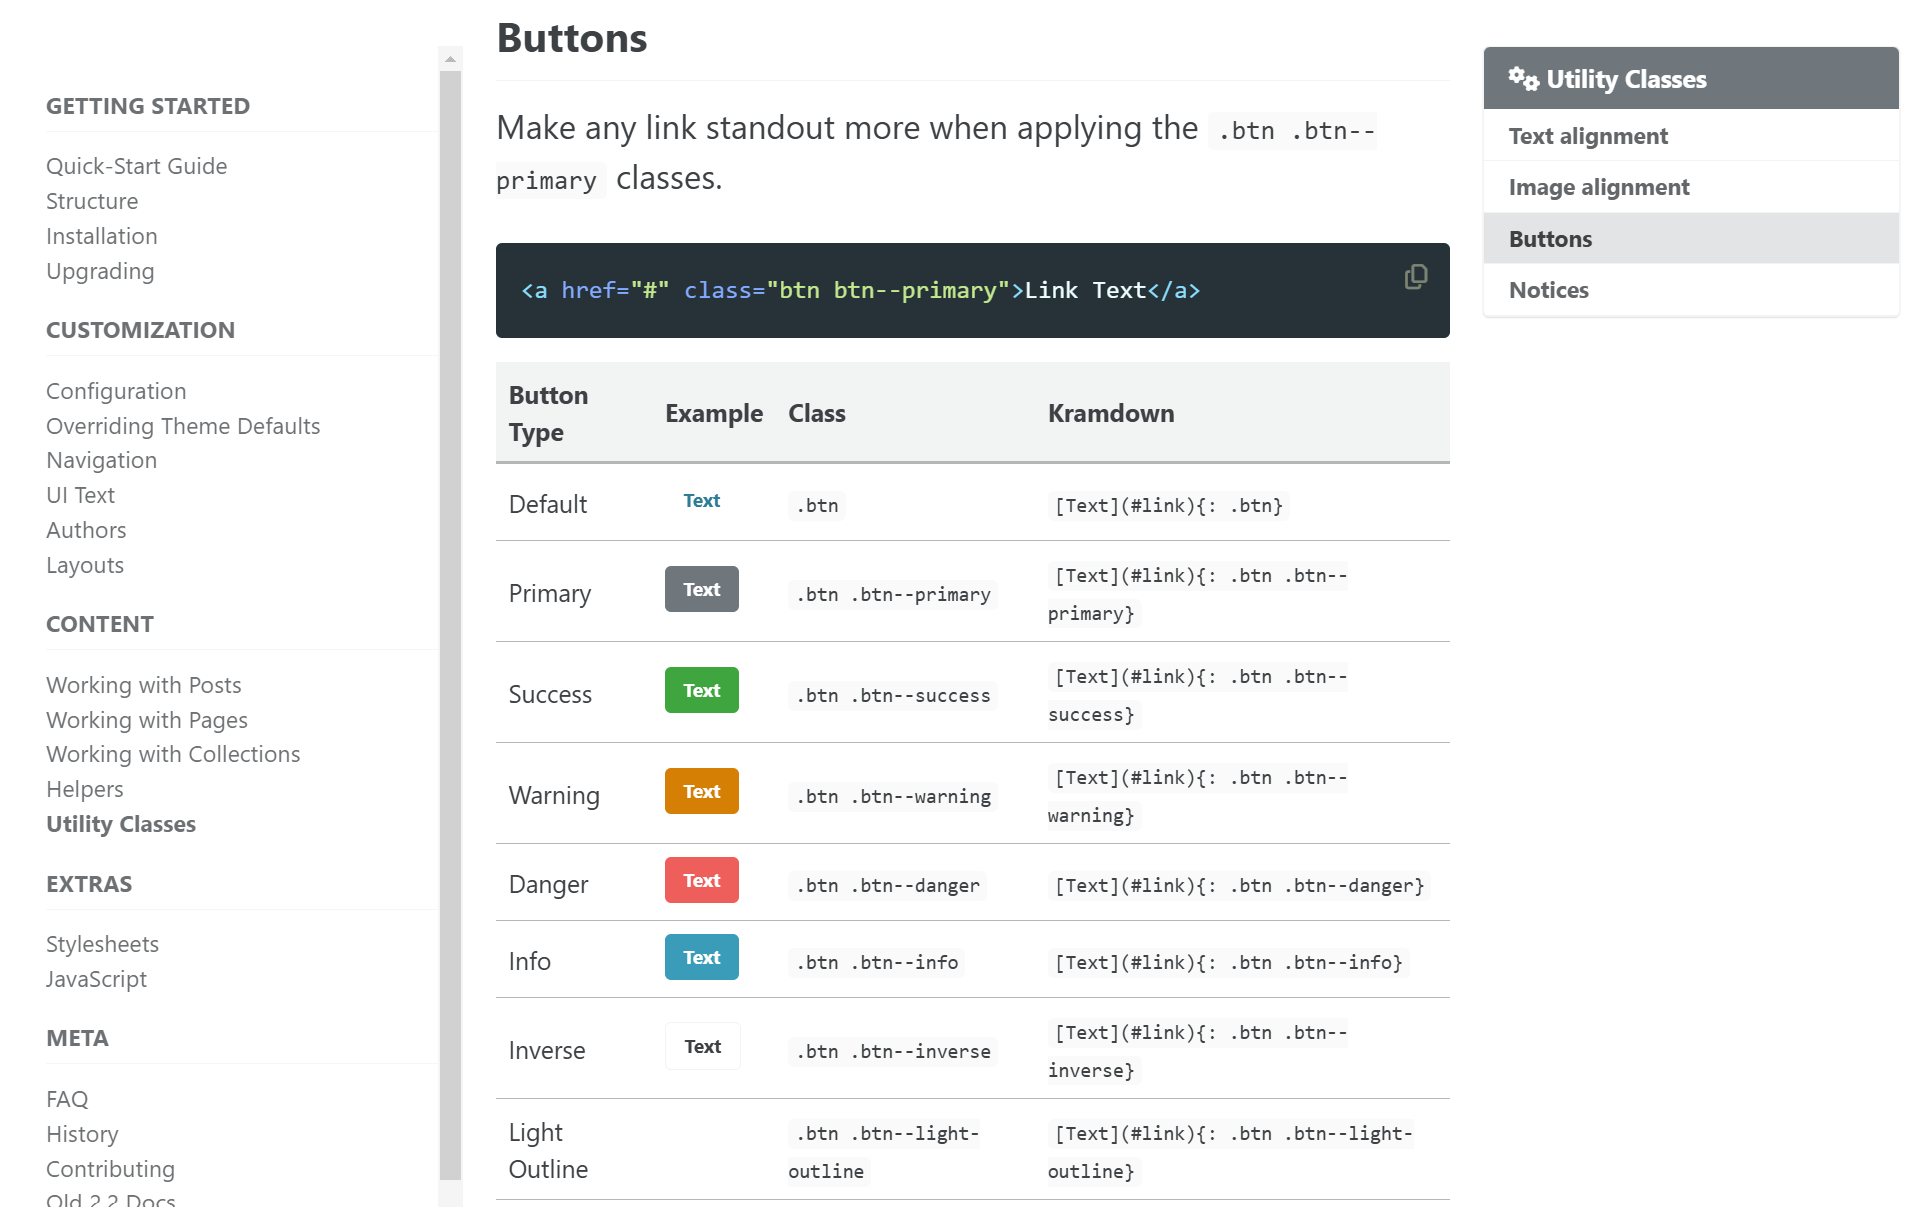 GETTING STARTED
Quick-Start Guide
Structure
Installation
Upgrading
CUSTOMIZATION
Configuration
Overriding Theme Defaults
Navigation
UI Text
Authors
Layouts
CONTENT
Working with Posts
Working with Pages
Working with Collections
Helpers
Utility Classes
EXTRAS
Stylesheets
JavaScript
META
FAQ
History
Contributing
Old 2.2 Docs
Buttons
Make any link standout more when applying the .btn .btn--
primary classes.
<a href="#" class="btn btn--primary">Link Text</a>
Button
Type
Example Class Kramdown
Default Text .btn [Text](#link){: .btn}
Primary Text .btn .btn--primary [Text](#link){: .btn .btn--
primary}
Success Text .btn .btn--success [Text](#link){: .btn .btn--
success}
Warning Text .btn .btn--warning [Text](#link){: .btn .btn--
warning}
Danger Text .btn .btn--danger [Text](#link){: .btn .btn--danger}
Info Text .btn .btn--info [Text](#link){: .btn .btn--info}
Inverse Text .btn .btn--inverse [Text](#link){: .btn .btn--
inverse}
Light .btn .btn--light- [Text](#link){: .btn .btn--light-
Outline outline outline}
Utility Classes
Text alignment
Image alignment
Buttons
Notices